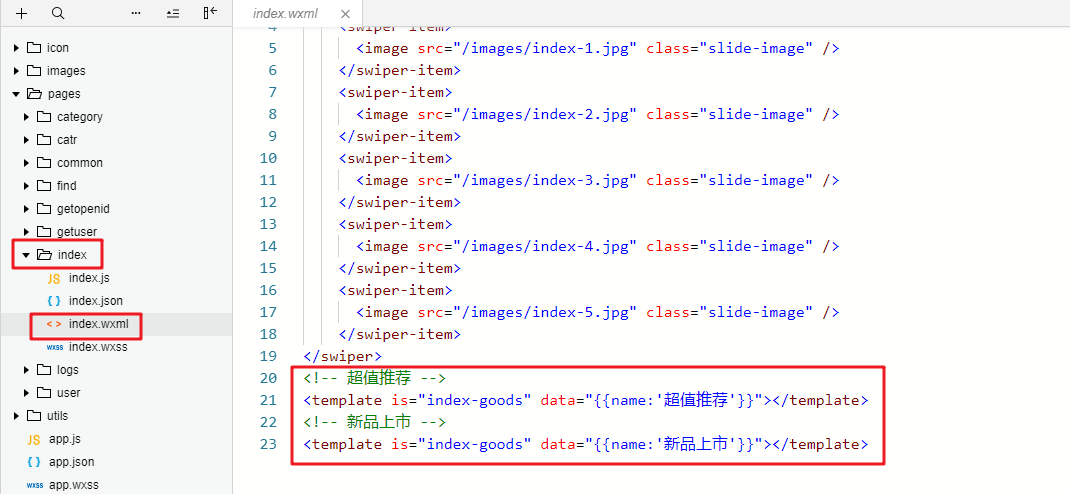 index.wxml
icon
images
pages
category
catr
common
find
getopenid
getuser
index
JS index.js
{ } index.json
< > index.wxml
wxss index.wxss
logs
user
utils
JS app.js
{ } app.json
wxss app.wxss
4 <swiper-item>
5 <image src="/images/index-1.jpg" class="slide-image" />
6 </swiper-item>
7 <swiper-item>
8 <image src="/images/index-2.jpg" class="slide-image" />
9 </swiper-item>
10 <swiper-item>
11 <image src="/images/index-3.jpg" class="slide-image" />
12 </swiper-item>
13 <swiper-item>
14 <image src="/images/index-4.jpg" class="slide-image" />
15 </swiper-item>
16 <swiper-item>
17 <image src="/images/index-5.jpg" class="slide-image" />
18 </swiper-item>
19 </swiper>
20 <!-- 超值推荐 -->
21 <template is="index-goods" data="{{name:'超值推荐'}}"></template>
22 <!-- 新品上市 -->
23 <template is="index-goods" data="{{name:'新品上市'}}"></template>